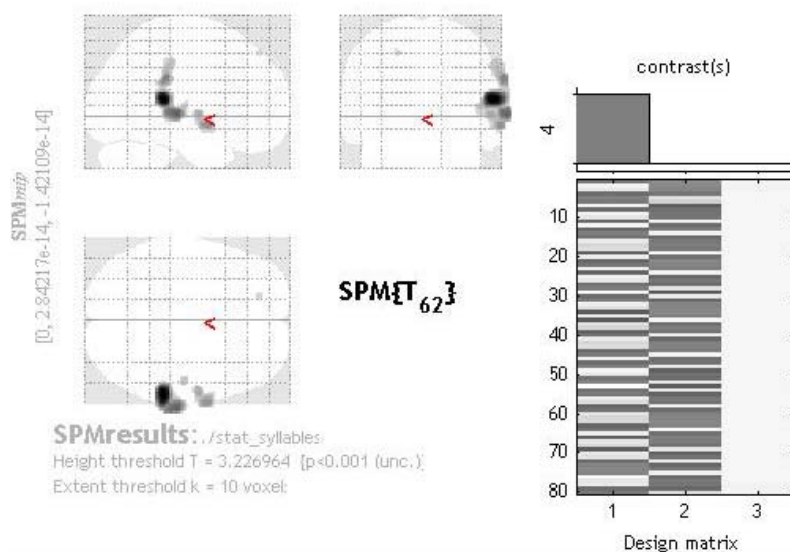 contrast(s)
4
SPMmip
[0, 2.84217e-14, -1.42109e-14]
<
<
<
SPM{T62}
10
20
30
40
50
60
70
80
1 2 3
Design matrix
SPMresults: ./stat_syllables
Height threshold T = 3.226964 {p<0.001 (unc.)}
Extent threshold k = 10 voxel